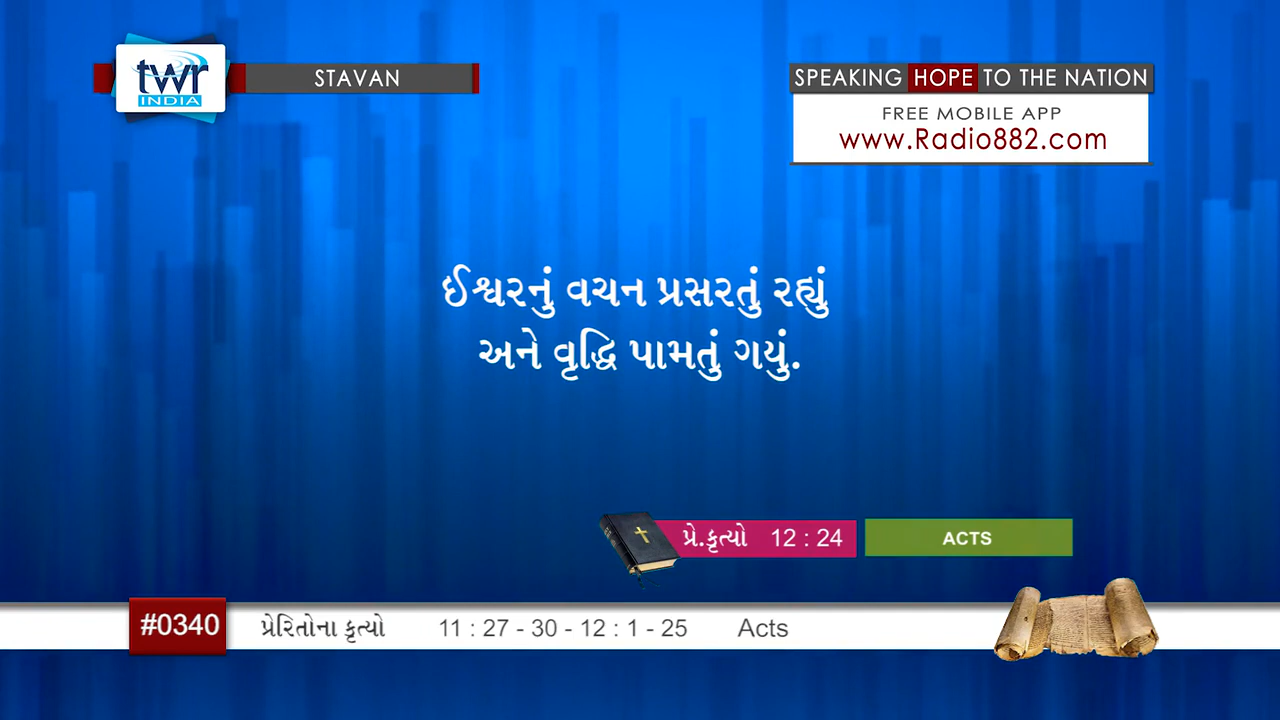 twr
INDIA
STAVAN
SPEAKING HOPE TO THE NATION
FREE MOBILE APP
www.Radio882.com
ઈશ્વરનું વચન પ્રસરતું રહ્યું
અને વૃદ્ધિ પામતું ગયું.
પ્રે.કૃત્યો 12 : 24
ACTS
#0340 પ્રેરિતોના કૃત્યો 11 : 27 - 30 - 12 : 1 - 25 Acts